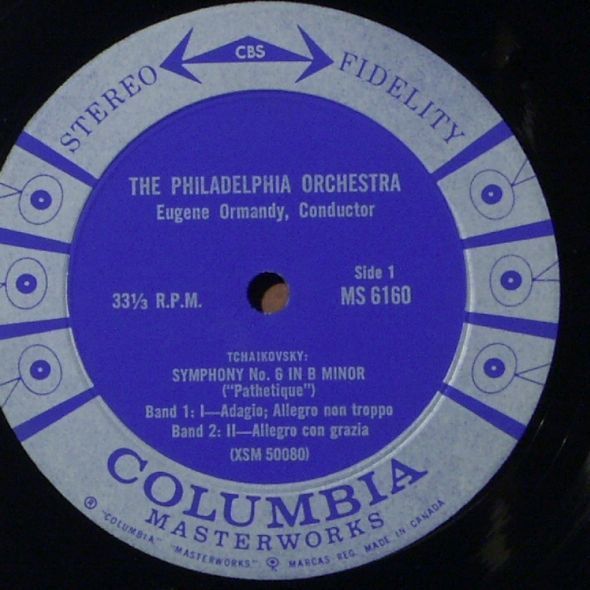 CBS
STEREO FIDELITY
THE PHILADELPHIA ORCHESTRA
Eugene Ormandy, Conductor
Side 1
33⅓ R.P.M. MS 6160
TCHAIKOVSKY:
SYMPHONY No. 6 IN B MINOR
("Pathetique")
Band 1: I—Adagio; Allegro non troppo
Band 2: II—Allegro con grazia
(XSM 50080)
COLUMBIA
MASTERWORKS
® "COLUMBIA" "MASTERWORKS" MARCAS REG. MADE IN CANADA